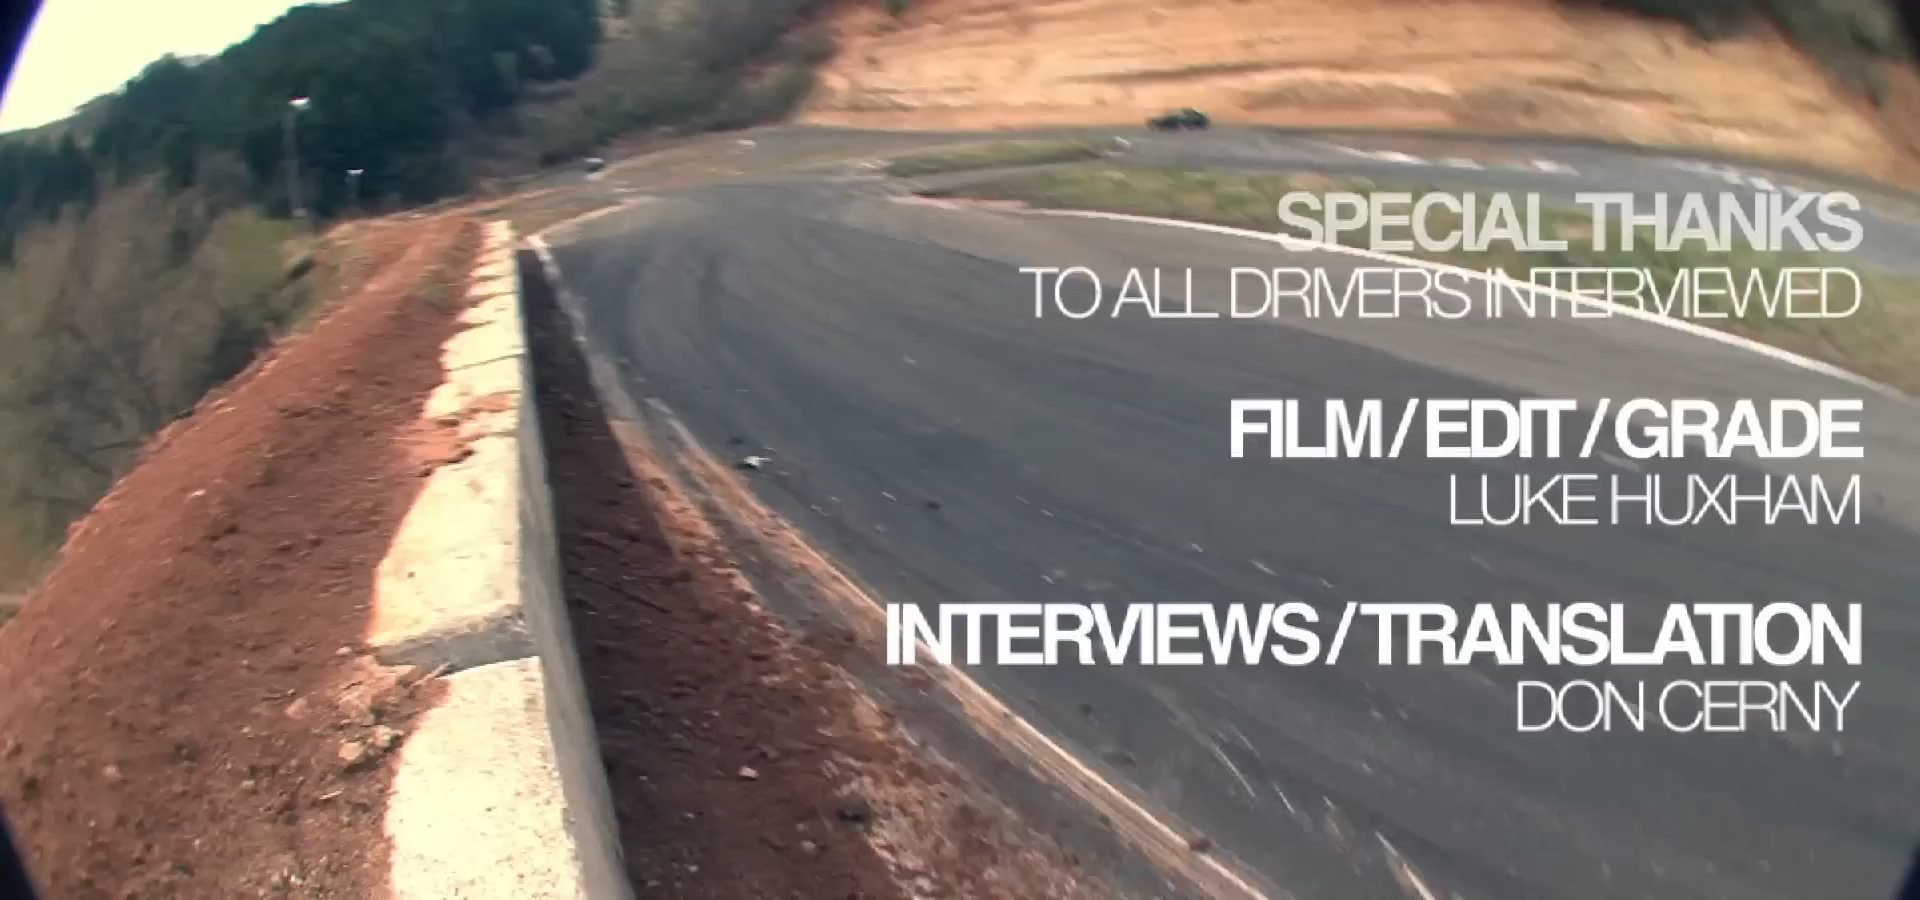 SPECIAL THANKS
TO ALL DRIVERS INTERVIEWED
FILM / EDIT / GRADE
LUKE HUXHAM
INTERVIEWS / TRANSLATION
DON CERNY